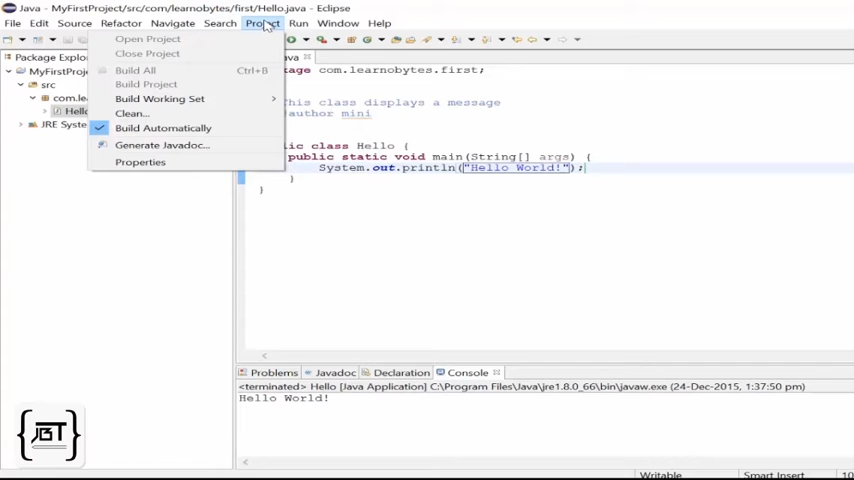 Java - MyFirstProject/src/com/learnobytes/first/Hello.java - Eclipse
File Edit Source Refactor Navigate Search Project Run Window Help
Open Project
Close Project
Build All Ctrl+B
Build Project
Build Working Set
Clean...
Build Automatically
Generate Javadoc...
Properties
Package Explo
MyFirstProje
src
com.lea
Hello
JRE Syste
ava
kage com.learnobytes.first;
This class displays a message
@author mini
lic class Hello {
public static void main(String[] args) {
System.out.println("Hello World!");
}
}
Problems Javadoc Declaration Console
<terminated> Hello [Java Application] C:\Program Files\Java\jre1.8.0_66\bin\javaw.exe (24-Dec-2015, 1:37:50 pm)
Hello World!
Writable Smart Insert 10